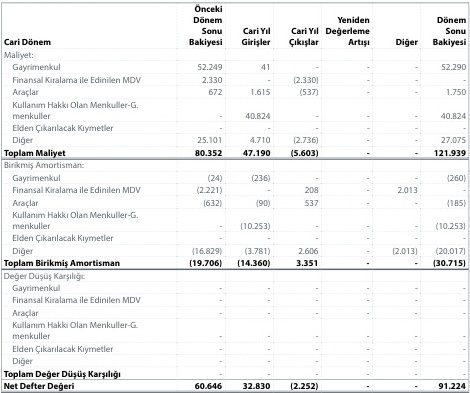 Cari Dönem Önceki Dönem Sonu Bakiyesi Cari Yıl Girişler Cari Yıl Çıkışlar Yeniden Değerleme Artışı Diğer Dönem Sonu Bakiyesi
Maliyet:
Gayrimenkul 52.249 41 - - - 52.290
Finansal Kiralama ile Edinilen MDV 2.330 - (2.330) - - -
Araçlar 672 1.615 (537) - - 1.750
Kullanım Hakkı Olan Menkuller-G.
menkuller - 40.824 - - - 40.824
Elden Çıkarılacak Kıymetler - - - - - -
Diğer 25.101 4.710 (2.736) - - 27.075
Toplam Maliyet 80.352 47.190 (5.603) - - 121.939
Birikmiş Amortisman:
Gayrimenkul (24) (236) - - - (260)
Finansal Kiralama ile Edinilen MDV (2.221) - 208 - 2.013 -
Araçlar (632) (90) 537 - - (185)
Kullanım Hakkı Olan Menkuller-G.
menkuller - (10.253) - - - (10.253)
Elden Çıkarılacak Kıymetler - - - - - -
Diğer (16.829) (3.781) 2.606 - (2.013) (20.017)
Toplam Birikmiş Amortisman (19.706) (14.360) 3.351 - - (30.715)
Değer Düşüş Karşılığı:
Gayrimenkul - - - - - -
Finansal Kiralama ile Edinilen MDV - - - - - -
Araçlar - - - - - -
Kullanım Hakkı Olan Menkuller-G.
menkuller - - - - - -
Elden Çıkarılacak Kıymetler - - - - - -
Diğer - - - - - -
Toplam Değer Düşüş Karşılığı - - - - - -
Net Defter Değeri 60.646 32.830 (2.252) - - 91.224